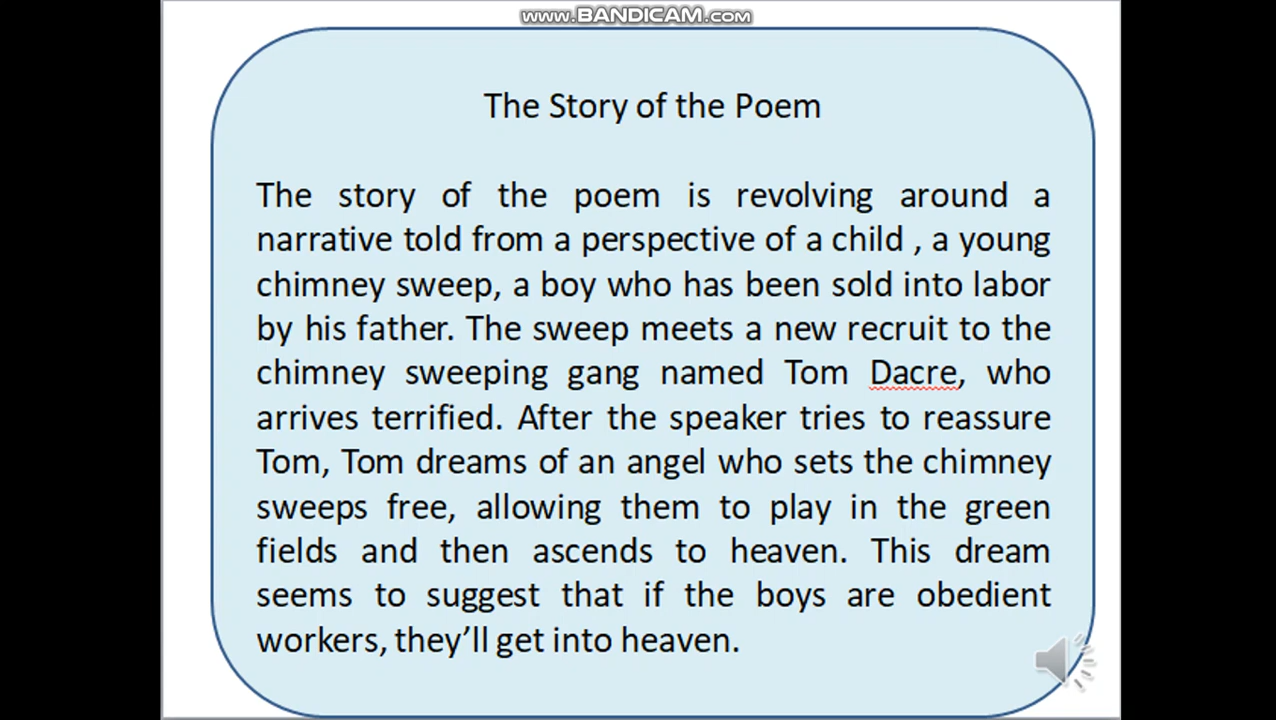 www.BANDICAM.com
The Story of the Poem
The story of the poem is revolving around a
narrative told from a perspective of a child , a young
chimney sweep, a boy who has been sold into labor
by his father. The sweep meets a new recruit to the
chimney sweeping gang named Tom Dacre, who
arrives terrified. After the speaker tries to reassure
Tom, Tom dreams of an angel who sets the chimney
sweeps free, allowing them to play in the green
fields and then ascends to heaven. This dream
seems to suggest that if the boys are obedient
workers, they’ll get into heaven.